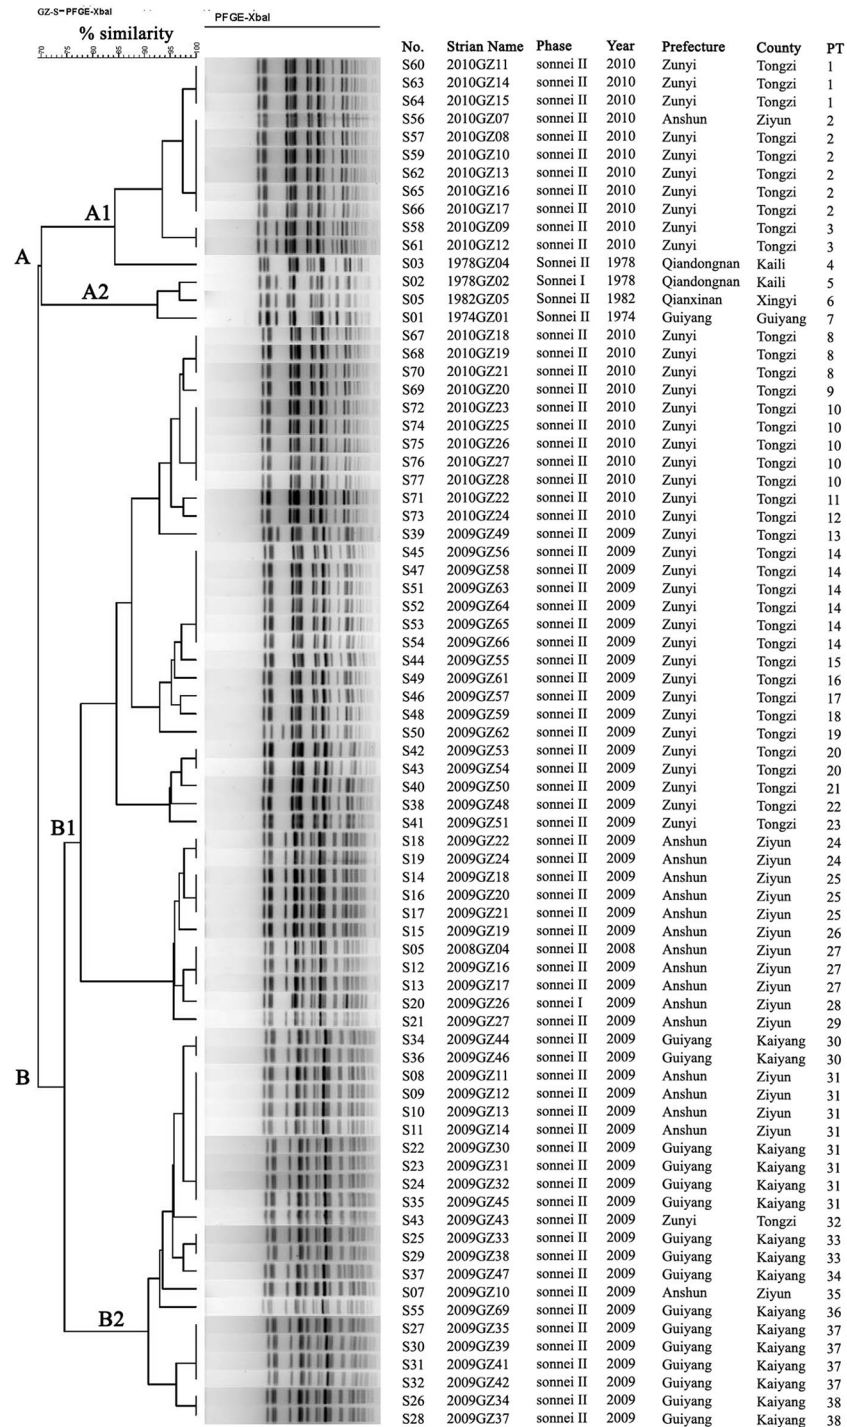 GZ-S-PFGE-XbaI
PFGE-XbaI
% similarity
70 75 80 85 90 95 100
No. Strian Name Phase Year Prefecture County PT
S60 2010GZ11 sonnei II 2010 Zunyi Tongzi 1
S63 2010GZ14 sonnei II 2010 Zunyi Tongzi 1
S64 2010GZ15 sonnei II 2010 Zunyi Tongzi 1
S56 2010GZ07 sonnei II 2010 Anshun Ziyun 2
S57 2010GZ08 sonnei II 2010 Zunyi Tongzi 2
S59 2010GZ10 sonnei II 2010 Zunyi Tongzi 2
S62 2010GZ13 sonnei II 2010 Zunyi Tongzi 2
S65 2010GZ16 sonnei II 2010 Zunyi Tongzi 2
S66 2010GZ17 sonnei II 2010 Zunyi Tongzi 2
A1
S58 2010GZ09 sonnei II 2010 Zunyi Tongzi 3
S61 2010GZ12 sonnei II 2010 Zunyi Tongzi 3
A
S03 1978GZ04 Sonnei II 1978 Qiandongnan Kaili 4
S02 1978GZ02 Sonnei I 1978 Qiandongnan Kaili 5
A2
S05 1982GZ05 Sonnei II 1982 Qianxinan Xingyi 6
S01 1974GZ01 Sonnei II 1974 Guiyang Guiyang 7
S67 2010GZ18 sonnei II 2010 Zunyi Tongzi 8
S68 2010GZ19 sonnei II 2010 Zunyi Tongzi 8
S70 2010GZ21 sonnei II 2010 Zunyi Tongzi 8
S69 2010GZ20 sonnei II 2010 Zunyi Tongzi 9
S72 2010GZ23 sonnei II 2010 Zunyi Tongzi 10
S74 2010GZ25 sonnei II 2010 Zunyi Tongzi 10
S75 2010GZ26 sonnei II 2010 Zunyi Tongzi 10
S76 2010GZ27 sonnei II 2010 Zunyi Tongzi 10
S77 2010GZ28 sonnei II 2010 Zunyi Tongzi 10
S71 2010GZ22 sonnei II 2010 Zunyi Tongzi 11
S73 2010GZ24 sonnei II 2010 Zunyi Tongzi 12
S39 2009GZ49 sonnei II 2009 Zunyi Tongzi 13
S45 2009GZ56 sonnei II 2009 Zunyi Tongzi 14
S47 2009GZ58 sonnei II 2009 Zunyi Tongzi 14
S51 2009GZ63 sonnei II 2009 Zunyi Tongzi 14
S52 2009GZ64 sonnei II 2009 Zunyi Tongzi 14
S53 2009GZ65 sonnei II 2009 Zunyi Tongzi 14
S54 2009GZ66 sonnei II 2009 Zunyi Tongzi 14
S44 2009GZ55 sonnei II 2009 Zunyi Tongzi 15
S49 2009GZ61 sonnei II 2009 Zunyi Tongzi 16
S46 2009GZ57 sonnei II 2009 Zunyi Tongzi 17
S48 2009GZ59 sonnei II 2009 Zunyi Tongzi 18
S50 2009GZ62 sonnei II 2009 Zunyi Tongzi 19
S42 2009GZ53 sonnei II 2009 Zunyi Tongzi 20
S43 2009GZ54 sonnei II 2009 Zunyi Tongzi 20
S40 2009GZ50 sonnei II 2009 Zunyi Tongzi 21
S38 2009GZ48 sonnei II 2009 Zunyi Tongzi 22
S41 2009GZ51 sonnei II 2009 Zunyi Tongzi 23
B1
S18 2009GZ22 sonnei II 2009 Anshun Ziyun 24
S19 2009GZ24 sonnei II 2009 Anshun Ziyun 24
S14 2009GZ18 sonnei II 2009 Anshun Ziyun 25
S16 2009GZ20 sonnei II 2009 Anshun Ziyun 25
S17 2009GZ21 sonnei II 2009 Anshun Ziyun 25
S15 2009GZ19 sonnei II 2009 Anshun Ziyun 26
S05 2008GZ04 sonnei II 2008 Anshun Ziyun 27
S12 2009GZ16 sonnei II 2009 Anshun Ziyun 27
S13 2009GZ17 sonnei II 2009 Anshun Ziyun 27
S20 2009GZ26 sonnei I 2009 Anshun Ziyun 28
S21 2009GZ27 sonnei II 2009 Anshun Ziyun 29
S34 2009GZ44 sonnei II 2009 Guiyang Kaiyang 30
S36 2009GZ46 sonnei II 2009 Guiyang Kaiyang 30
B
S08 2009GZ11 sonnei II 2009 Anshun Ziyun 31
S09 2009GZ12 sonnei II 2009 Anshun Ziyun 31
S10 2009GZ13 sonnei II 2009 Anshun Ziyun 31
S11 2009GZ14 sonnei II 2009 Anshun Ziyun 31
S22 2009GZ30 sonnei II 2009 Guiyang Kaiyang 31
S23 2009GZ31 sonnei II 2009 Guiyang Kaiyang 31
S24 2009GZ32 sonnei II 2009 Guiyang Kaiyang 31
S35 2009GZ45 sonnei II 2009 Guiyang Kaiyang 31
S43 2009GZ43 sonnei II 2009 Zunyi Tongzi 32
S25 2009GZ33 sonnei II 2009 Guiyang Kaiyang 33
S29 2009GZ38 sonnei II 2009 Guiyang Kaiyang 33
S37 2009GZ47 sonnei II 2009 Guiyang Kaiyang 34
S07 2009GZ10 sonnei II 2009 Anshun Ziyun 35
S55 2009GZ69 sonnei II 2009 Guiyang Kaiyang 36
B2
S27 2009GZ35 sonnei II 2009 Guiyang Kaiyang 37
S30 2009GZ39 sonnei II 2009 Guiyang Kaiyang 37
S31 2009GZ41 sonnei II 2009 Guiyang Kaiyang 37
S32 2009GZ42 sonnei II 2009 Guiyang Kaiyang 37
S26 2009GZ34 sonnei II 2009 Guiyang Kaiyang 38
S28 2009GZ37 sonnei II 2009 Guiyang Kaiyang 38